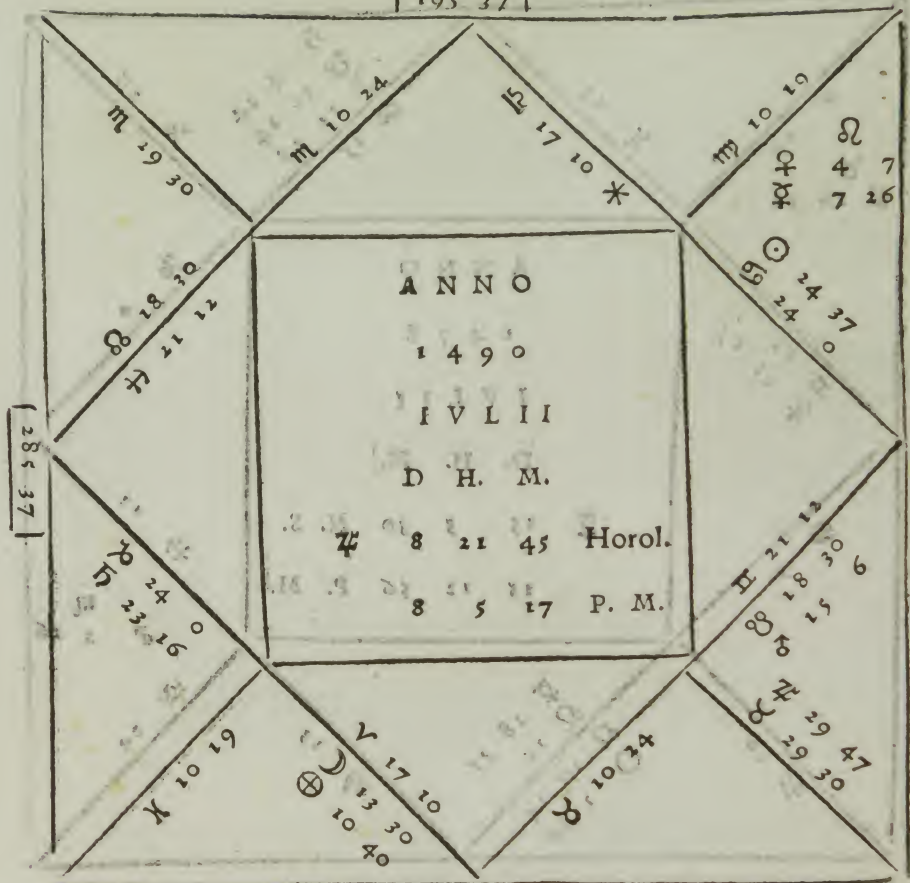 195 37
♏ 29 30
♏ 10 24
♎ 17 10 ✶
♍ 10 19
♌
♀ 4 7
☿ 7 26
☊ 18 30
♐ 21 12
☉ 24 37
♋ 24 0
ANNO
1490
IVLII
D H. M.
♃ 8 21 45 Horol.
8 5 17 P. M.
285 37
♑ 24 0
♄ 23 16
♊ 21 12
☋ 18 30
♂ 15 6
♃ 29 47
♉ 29 30
♓ 10 19
♈ 17 10
☽ 13 30
⊕ 10 40
♉ 10 24